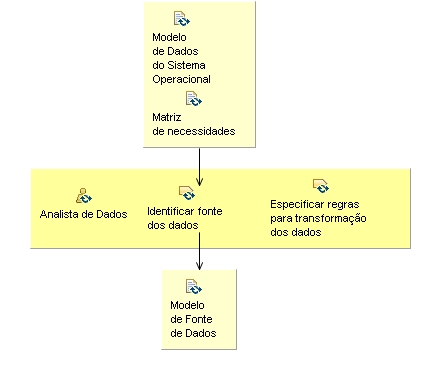 Modelo
de Dados
do Sistema
Operacional
Matriz
de necessidades
Analista de Dados
Identificar fonte
dos dados
Especificar regras
para transformação
dos dados
Modelo
de Fonte
de Dados